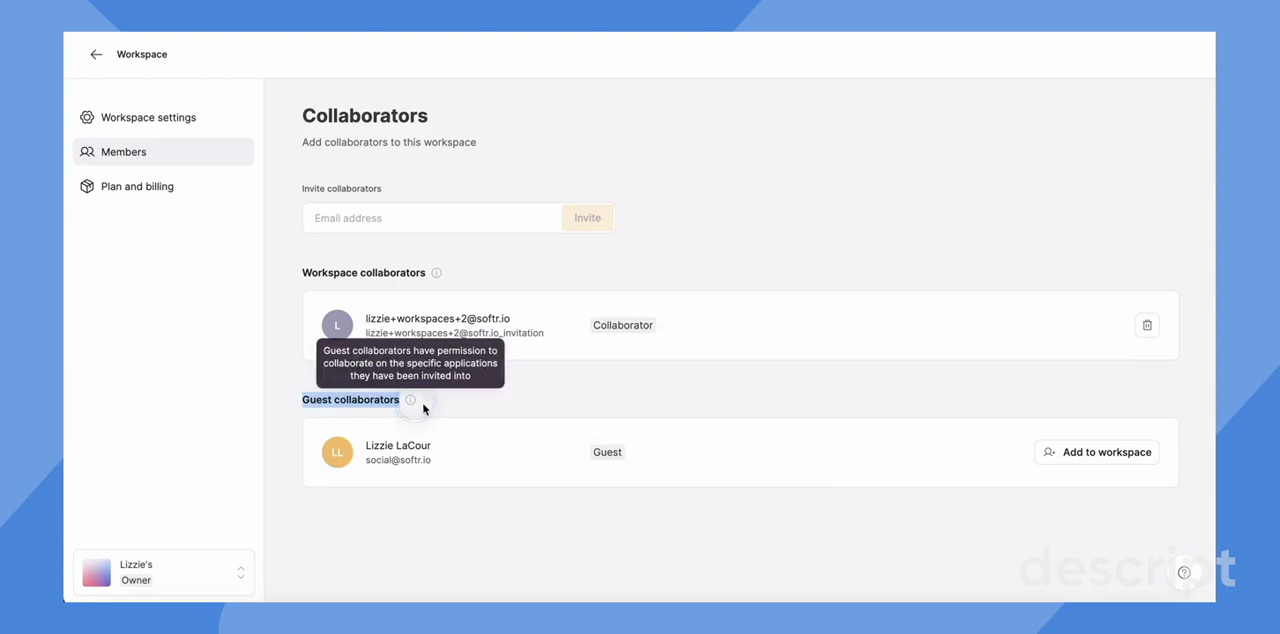 Workspace
Workspace settings
Members
Plan and billing
Collaborators
Add collaborators to this workspace
Invite collaborators
Email address
Invite
Workspace collaborators
L
lizzie+workspaces+2@softr.io
lizzie+workspaces+2@softr.io_invitation
Collaborator
Guest collaborators have permission to
collaborate on the specific applications
they have been invited into
Guest collaborators
LL
Lizzie LaCour
social@softr.io
Guest
Add to workspace
Lizzie's
Owner
descript